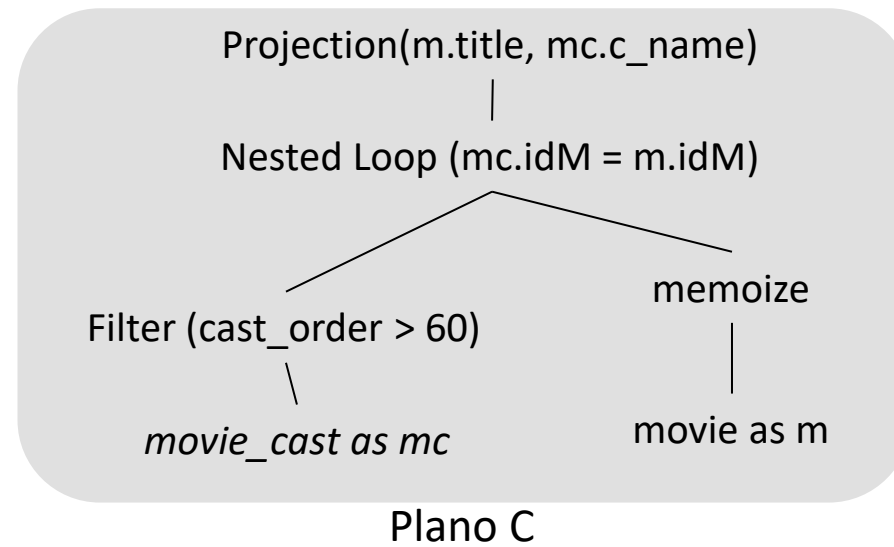 Projection(m.title, mc.c_name)
Nested Loop (mc.idM = m.idM)
memoize
Filter (cast_order > 60)
movie_cast as mc
movie as m
Plano C